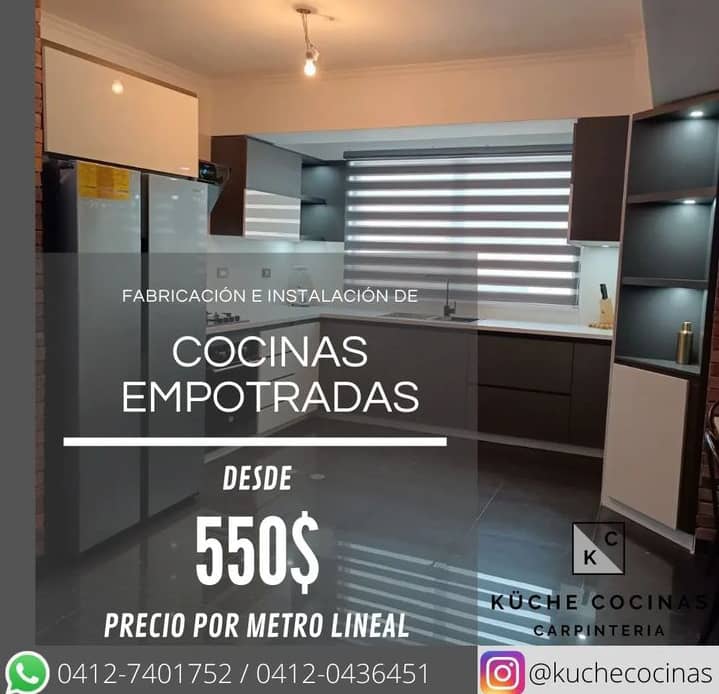 FABRICACIÓN E INSTALACIÓN DE
COCINAS
EMPOTRADAS
DESDE
550$
PRECIO POR METRO LINEAL
C
K
KÜCHE COCINAS
CARPINTERIA
0412-7401752 / 0412-0436451
@kuchecocinas